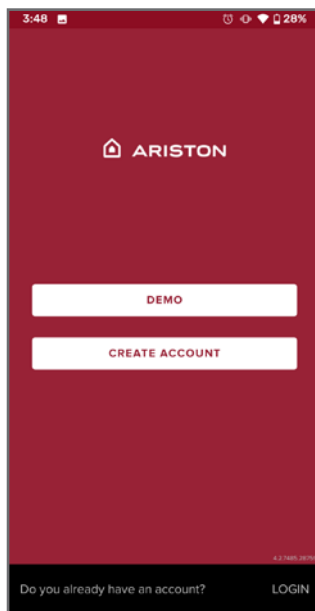 3:48 28%
ARISTON
DEMO
CREATE ACCOUNT
Do you already have an account? LOGIN